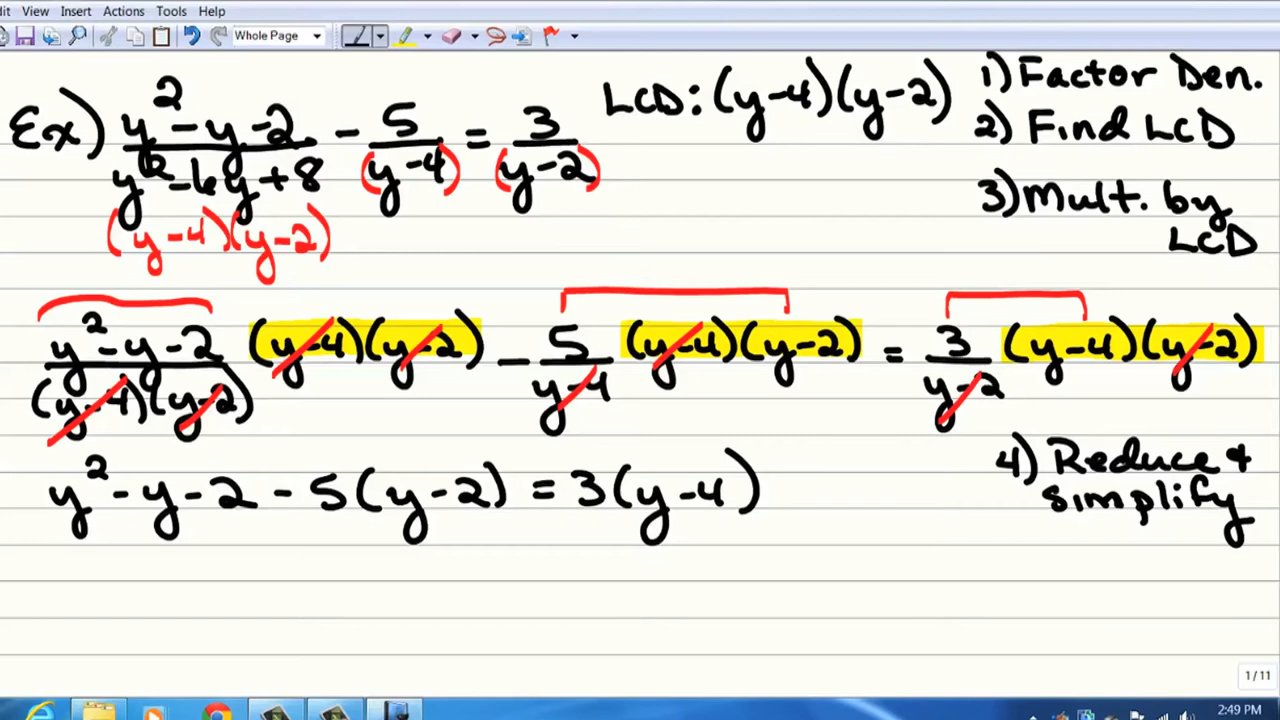 View Insert Actions Tools Help
Whole Page
Ex) y² - y - 2 / y² - 6y + 8 - 5 / (y - 4) = 3 / (y - 2)
(y - 4)(y - 2)
LCD: (y-4)(y-2)
1) Factor Den.
2) Find LCD
3) Mult. by
LCD
y² - y - 2 / (y - 4)(y - 2) (y - 4)(y - 2) - 5 / y - 4 (y - 4)(y - 2) = 3 / y - 2 (y - 4)(y - 2)
4) Reduce +
simplify
y² - y - 2 - 5(y - 2) = 3(y - 4)
1/11
2:49 PM